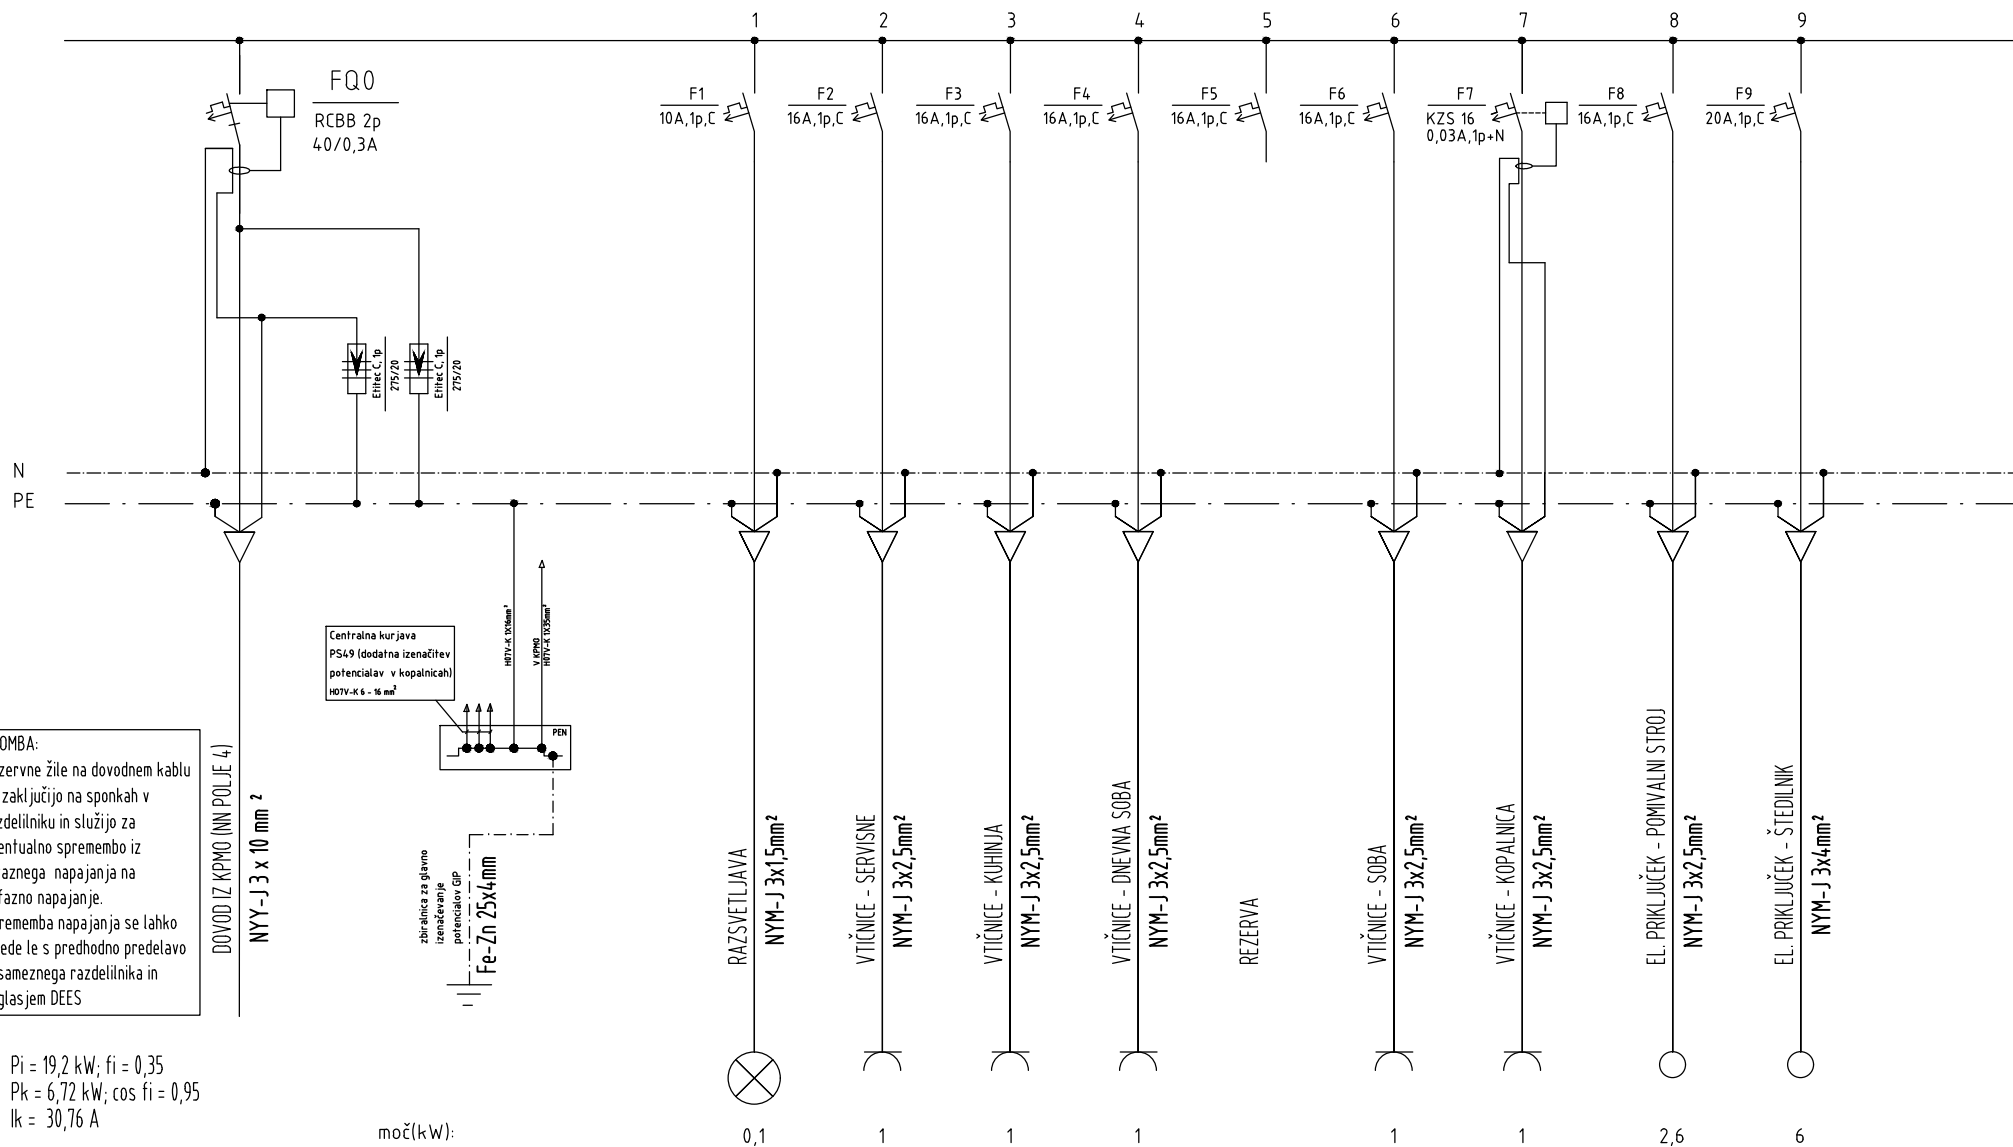 1 2 3 4 5 6 7 8 9
FQ0
RCBB 2p
40/0,3A
F1
10A,1p,C
F2
16A,1p,C
F3
16A,1p,C
F4
16A,1p,C
F5
16A,1p,C
F6
16A,1p,C
F7
KZS 16
0,03A,1p+N
F8
16A,1p,C
F9
20A,1p,C
Etitec C, 1p
275/20
Etitec C, 1p
275/20
N
PE
H07V-K 1X16mm²
V KPMO
H07V-K 1X35mm²
Centralna kurjava
PS49 (dodatna izenačitev
potencialav v kopalnicah)
H07V-K 6 - 16 mm²
PEN
OMBA:
zervne žile na dovodnem kablu
zaključijo na sponkah v
zdelilniku in služijo za
entualno spremembo iz
aznega napajanja na
fazno napajanje.
rememba napajanja se lahko
ede le s predhodno predelavo
sameznega razdelilnika in
glasjem DEES
DOVOD IZ KPMO (NN POLJE 4)
NYY-J 3 x 10 mm ²
zbiralnica za glavno
izenačevanje
potencialov GIP
Fe-Zn 25x4mm
RAZSVETLJAVA
NYM-J 3x1,5mm²
VTIČNICE - SERVISNE
NYM-J 3x2,5mm²
VTIČNICE - KUHINJA
NYM-J 3x2,5mm²
VTIČNICE - DNEVNA SOBA
NYM-J 3x2,5mm²
REZERVA
VTIČNICE - SOBA
NYM-J 3x2,5mm²
VTIČNICE - KOPALNICA
NYM-J 3x2,5mm²
EL. PRIKLJUČEK - POMIVALNI STROJ
NYM-J 3x2,5mm²
EL. PRIKLJUČEK - ŠTEDILNIK
NYM-J 3x4mm²
Pi = 19,2 kW; fi = 0,35
Pk = 6,72 kW; cos fi = 0,95
Ik = 30,76 A
moč(kW): 0,1 1 1 1 1 1 2,6 6